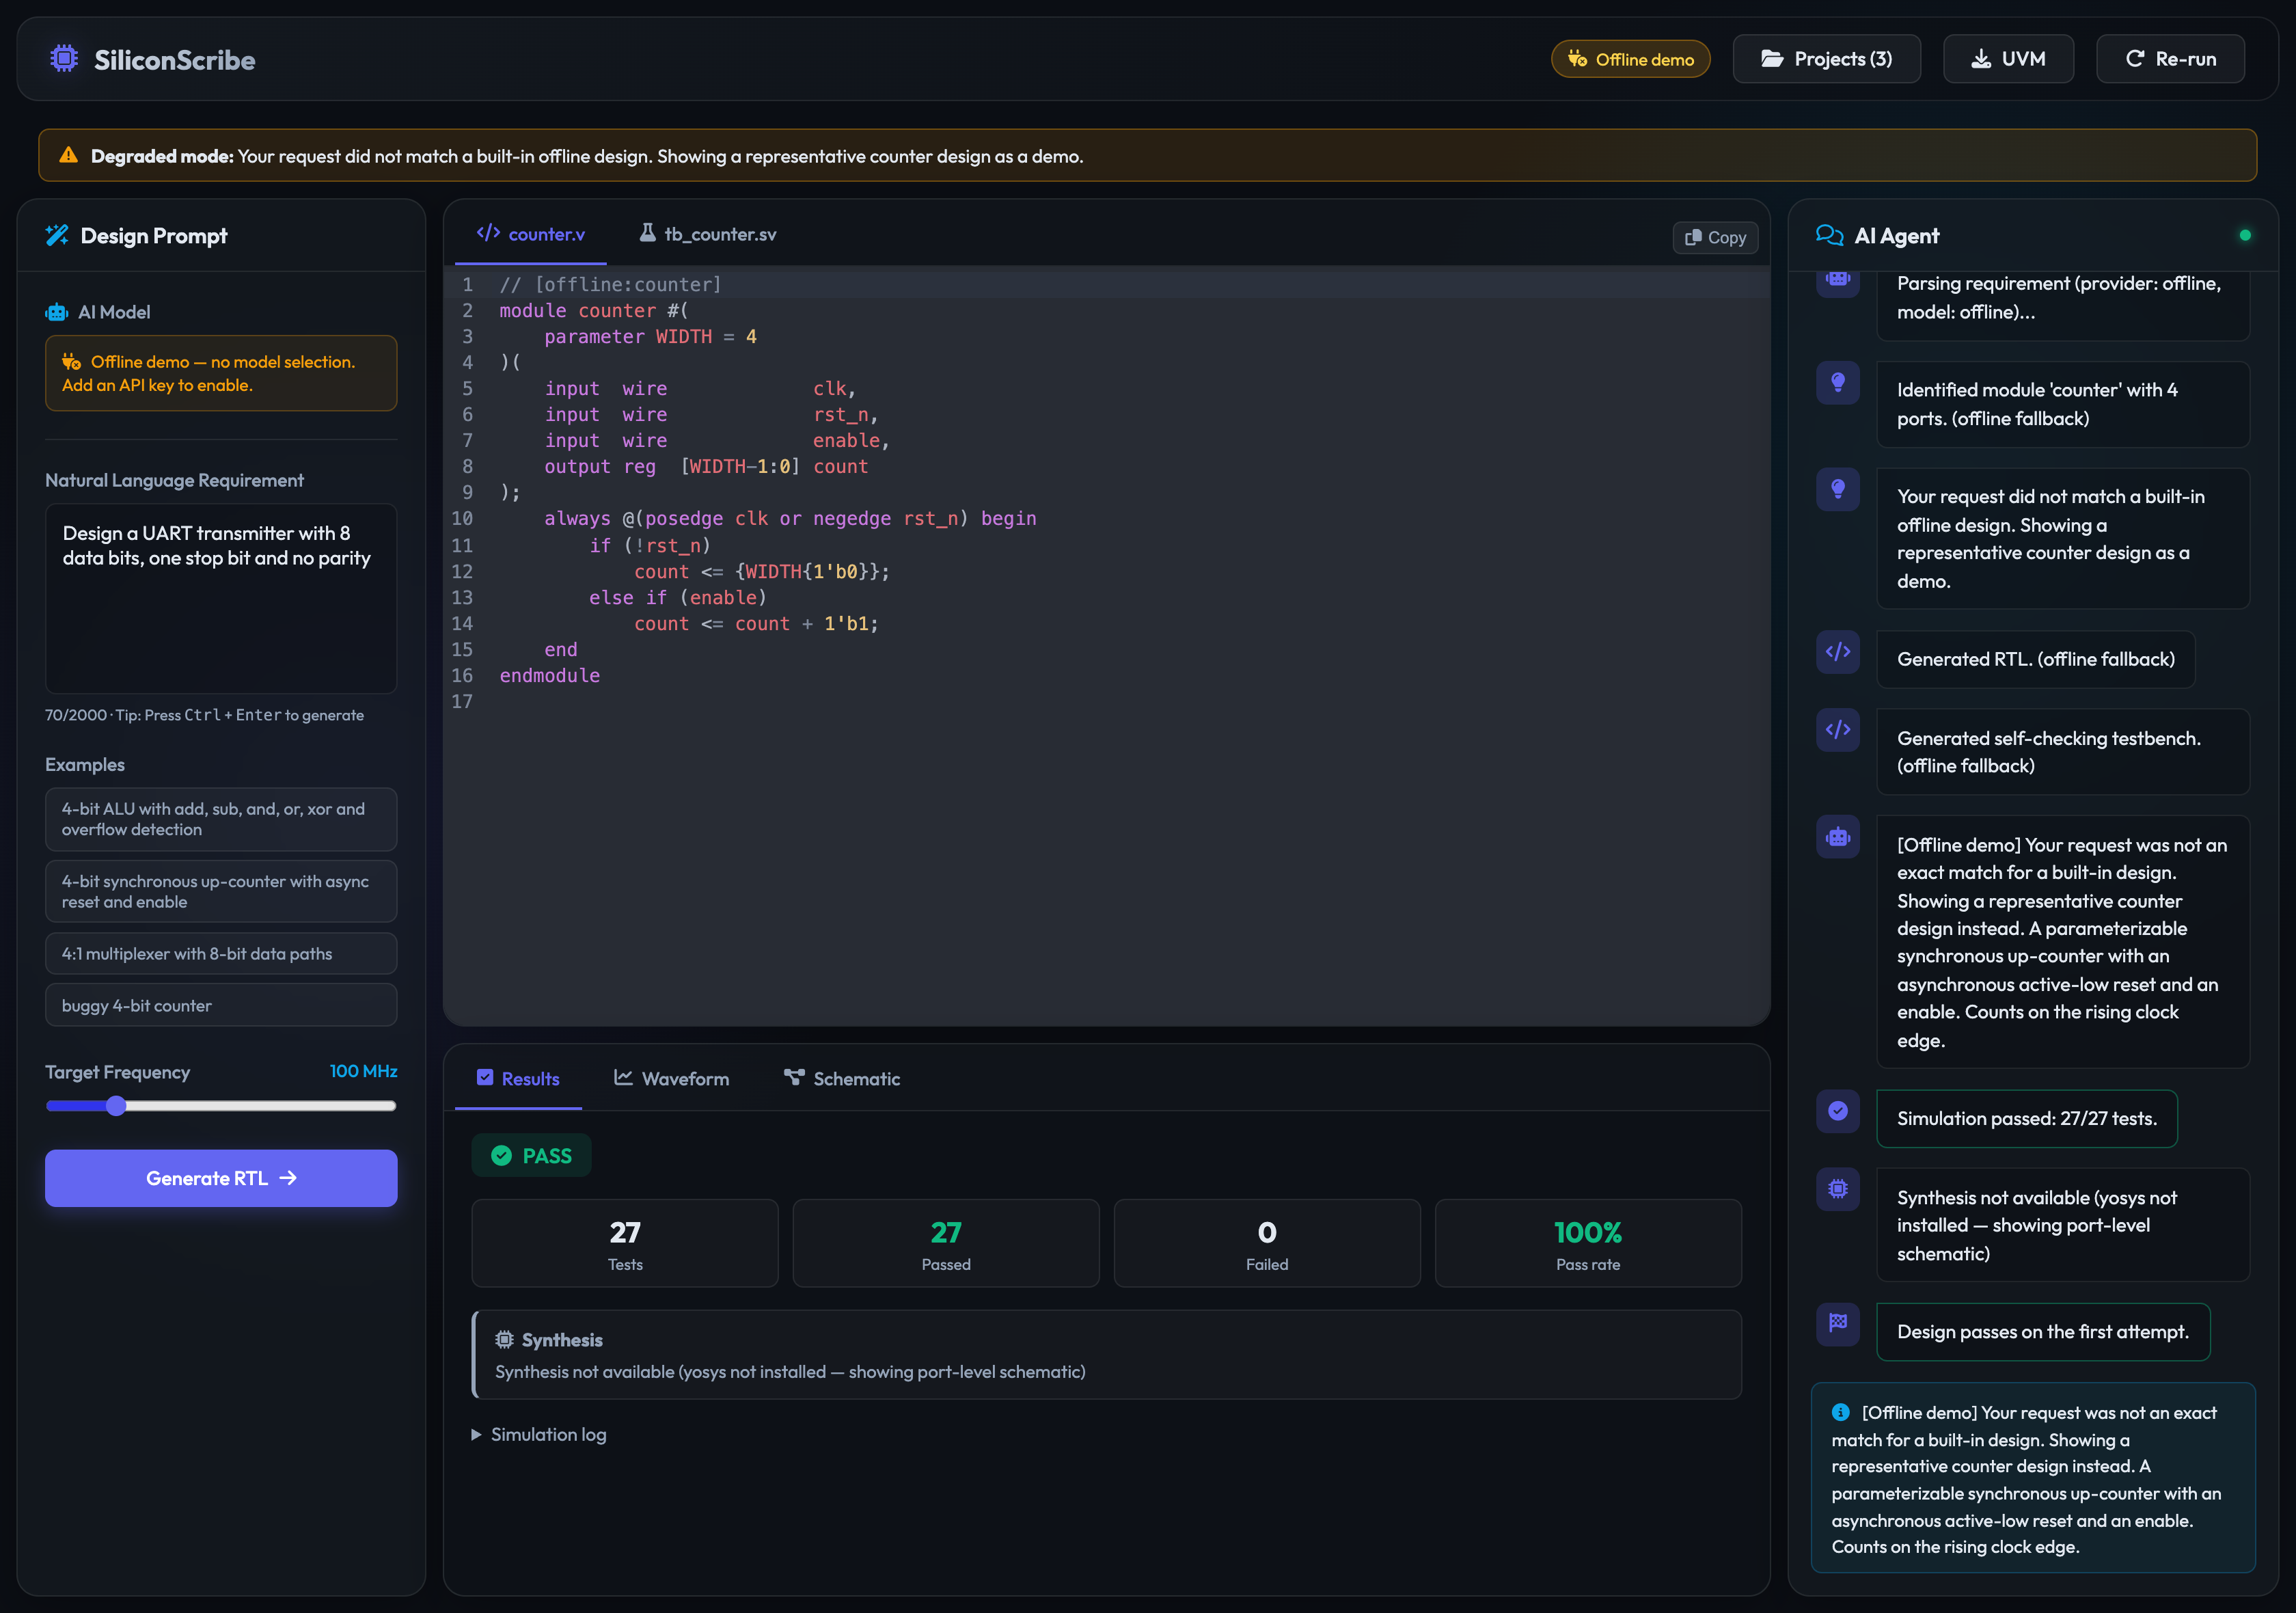 SiliconScribe
Offline demo
Projects (3)
UVM
Re-run
Degraded mode: Your request did not match a built-in offline design. Showing a representative counter design as a demo.
Design Prompt
AI Model
Offline demo — no model selection.
Add an API key to enable.
Natural Language Requirement
Design a UART transmitter with 8
data bits, one stop bit and no parity
70/2000 · Tip: Press Ctrl + Enter to generate
Examples
4-bit ALU with add, sub, and, or, xor and
overflow detection
4-bit synchronous up-counter with async
reset and enable
4:1 multiplexer with 8-bit data paths
buggy 4-bit counter
Target Frequency
100 MHz
Generate RTL →
counter.v
tb_counter.sv
Copy
1 // [offline:counter]
2 module counter #(
3     parameter WIDTH = 4
4 )(
5     input  wire             clk,
6     input  wire             rst_n,
7     input  wire             enable,
8     output reg  [WIDTH-1:0] count
9 );
10     always @(posedge clk or negedge rst_n) begin
11         if (!rst_n)
12             count <= {WIDTH{1'b0}};
13         else if (enable)
14             count <= count + 1'b1;
15     end
16 endmodule
17
Results
Waveform
Schematic
PASS
27
Tests
27
Passed
0
Failed
100%
Pass rate
Synthesis
Synthesis not available (yosys not installed — showing port-level schematic)
Simulation log
AI Agent
Parsing requirement (provider: offline,
model: offline)...
Identified module 'counter' with 4
ports. (offline fallback)
Your request did not match a built-in
offline design. Showing a
representative counter design as a
demo.
Generated RTL. (offline fallback)
Generated self-checking testbench.
(offline fallback)
[Offline demo] Your request was not an
exact match for a built-in design.
Showing a representative counter
design instead. A parameterizable
synchronous up-counter with an
asynchronous active-low reset and an
enable. Counts on the rising clock
edge.
Simulation passed: 27/27 tests.
Synthesis not available (yosys not
installed — showing port-level
schematic)
Design passes on the first attempt.
[Offline demo] Your request was not an exact
match for a built-in design. Showing a
representative counter design instead. A
parameterizable synchronous up-counter with an
asynchronous active-low reset and an enable.
Counts on the rising clock edge.